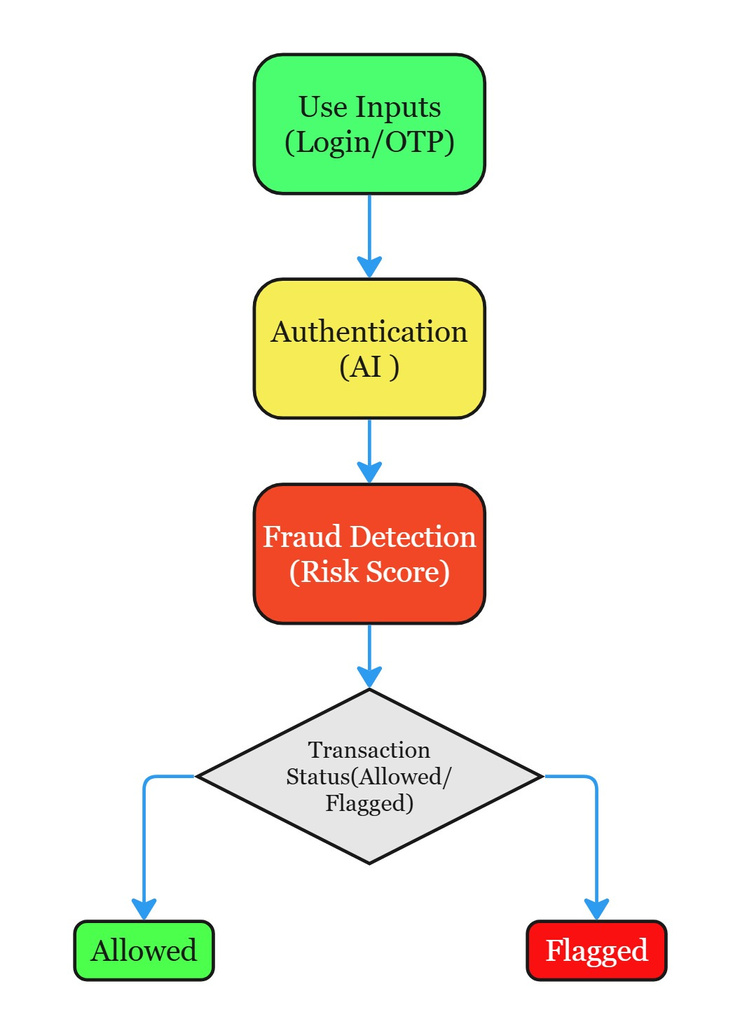 Use Inputs
(Login/OTP)
Authentication
(AI )
Fraud Detection
(Risk Score)
Transaction
Status(Allowed/
Flagged)
Allowed
Flagged